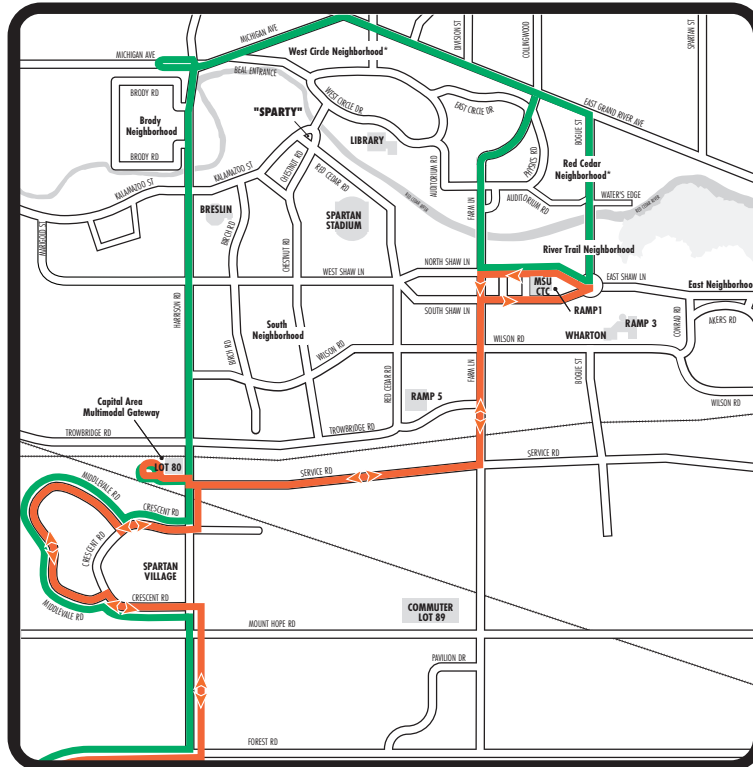 MICHIGAN AVE
MICHIGAN AVE
West Circle Neighborhood*
DIVISION ST
COLLINGWOOD
SPARTAN ST
BEAL ENTRANCE
BRODY RD
Brody
Neighborhood
BRODY RD
WEST CIRCLE DR
EAST CIRCLE DR
EAST GRAND RIVER AVE
"SPARTY"
LIBRARY
BOGUE ST
PHYSICS RD
Red Cedar
Neighborhood*
KALAMAZOO ST
KALAMAZOO ST
CHESTNUT RD
RED CEDAR RD
AUDITORIUM RD
FARM LN
AUDITORIUM RD
WATER'S EDGE
RED CEDAR RIVER
RED CEDAR RIVER
BRESLIN
BIRCH RD
SPARTAN
STADIUM
MARIGOLD ST
CHESTNUT RD
River Trail Neighborhood
NORTH SHAW LN
WEST SHAW LN
MSU
CTC
EAST SHAW LN
East Neighborhoo
SOUTH SHAW LN
RAMP1
HARRISON RD
South
Neighborhood
WILSON RD
BIRCH RD
WHARTON
RAMP 3
CONRAD RD
AKERS RD
WILSON RD
FARM LN
BOGUE ST
RED CEDAR RD
RAMP 5
WILSON RD
Capital Area
Multimodal Gateway
TROWBRIDGE RD
TROWBRIDGE RD
LOT 80
SERVICE RD
SERVICE RD
MIDDLEVALE RD
CRESCENT RD
CRESCENT RD
SPARTAN
VILLAGE
CRESCENT RD
MIDDLEVALE RD
COMMUTER
LOT 89
MOUNT HOPE RD
PAVILION DR
FOREST RD